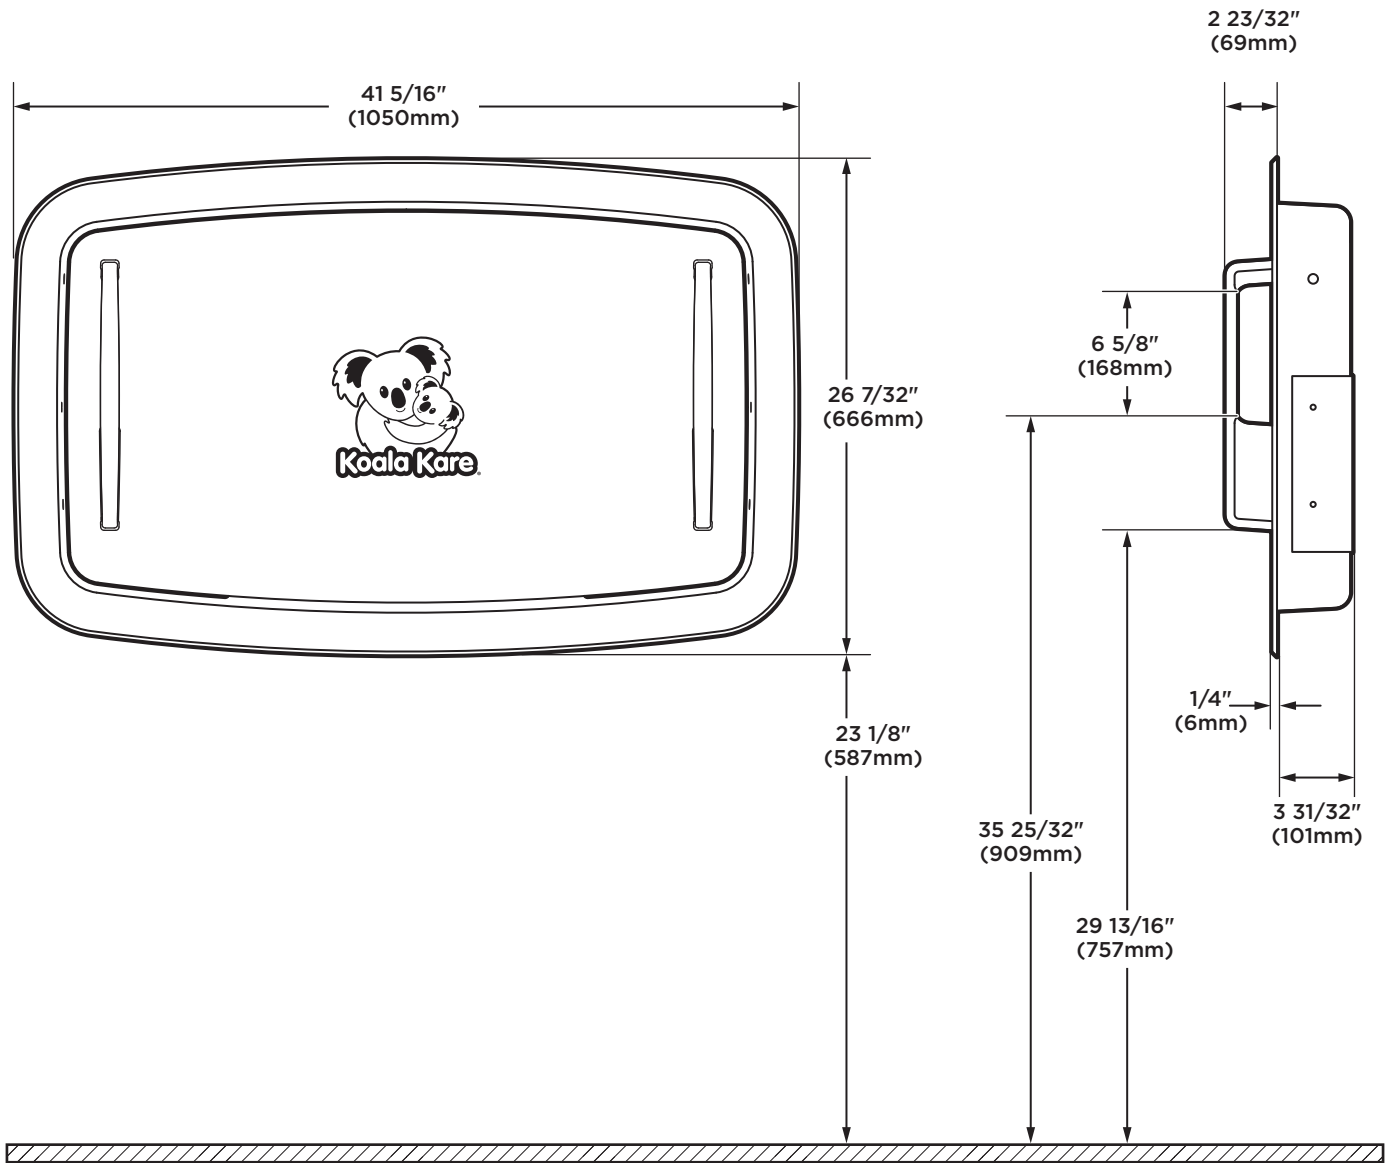 2 23/32"
(69mm)
41 5/16"
(1050mm)
6 5/8"
(168mm)
26 7/32"
(666mm)
Koala Kare
1/4"
(6mm)
23 1/8"
(587mm)
3 31/32"
(101mm)
35 25/32"
(909mm)
29 13/16"
(757mm)